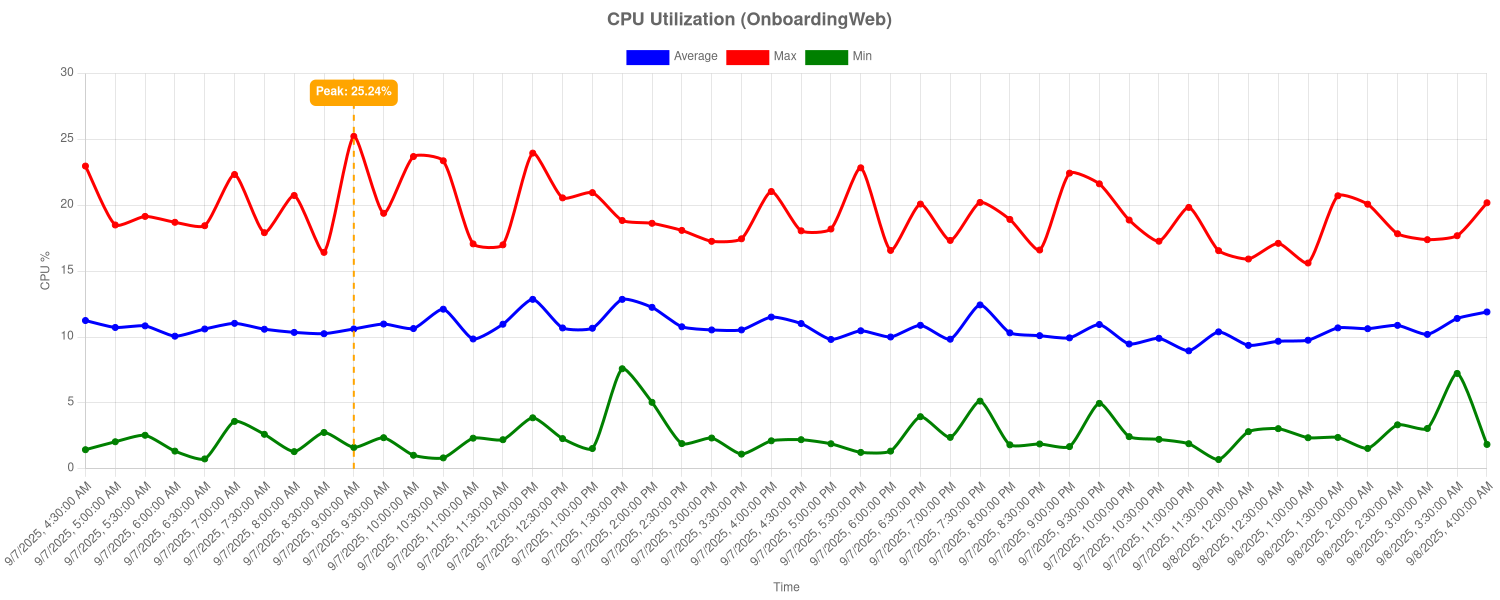 CPU Utilization (OnboardingWeb)
Average Max Min
Peak: 25.24%
30
25
20
15
10
5
0
CPU %
9/7/2025, 4:30:00 AM
9/7/2025, 5:00:00 AM
9/7/2025, 5:30:00 AM
9/7/2025, 6:00:00 AM
9/7/2025, 6:30:00 AM
9/7/2025, 7:00:00 AM
9/7/2025, 7:30:00 AM
9/7/2025, 8:00:00 AM
9/7/2025, 8:30:00 AM
9/7/2025, 9:00:00 AM
9/7/2025, 9:30:00 AM
9/7/2025, 10:00:00 AM
9/7/2025, 10:30:00 AM
9/7/2025, 11:00:00 AM
9/7/2025, 11:30:00 AM
9/7/2025, 12:00:00 PM
9/7/2025, 12:30:00 PM
9/7/2025, 1:00:00 PM
9/7/2025, 1:30:00 PM
9/7/2025, 2:00:00 PM
9/7/2025, 2:30:00 PM
9/7/2025, 3:00:00 PM
9/7/2025, 3:30:00 PM
9/7/2025, 4:00:00 PM
9/7/2025, 4:30:00 PM
9/7/2025, 5:00:00 PM
9/7/2025, 5:30:00 PM
9/7/2025, 6:00:00 PM
9/7/2025, 6:30:00 PM
9/7/2025, 7:00:00 PM
9/7/2025, 7:30:00 PM
9/7/2025, 8:00:00 PM
9/7/2025, 8:30:00 PM
9/7/2025, 9:00:00 PM
9/7/2025, 9:30:00 PM
9/7/2025, 10:00:00 PM
9/7/2025, 10:30:00 PM
9/7/2025, 11:00:00 PM
9/7/2025, 11:30:00 PM
9/8/2025, 12:00:00 AM
9/8/2025, 12:30:00 AM
9/8/2025, 1:00:00 AM
9/8/2025, 1:30:00 AM
9/8/2025, 2:00:00 AM
9/8/2025, 2:30:00 AM
9/8/2025, 3:00:00 AM
9/8/2025, 3:30:00 AM
9/8/2025, 4:00:00 AM
Time